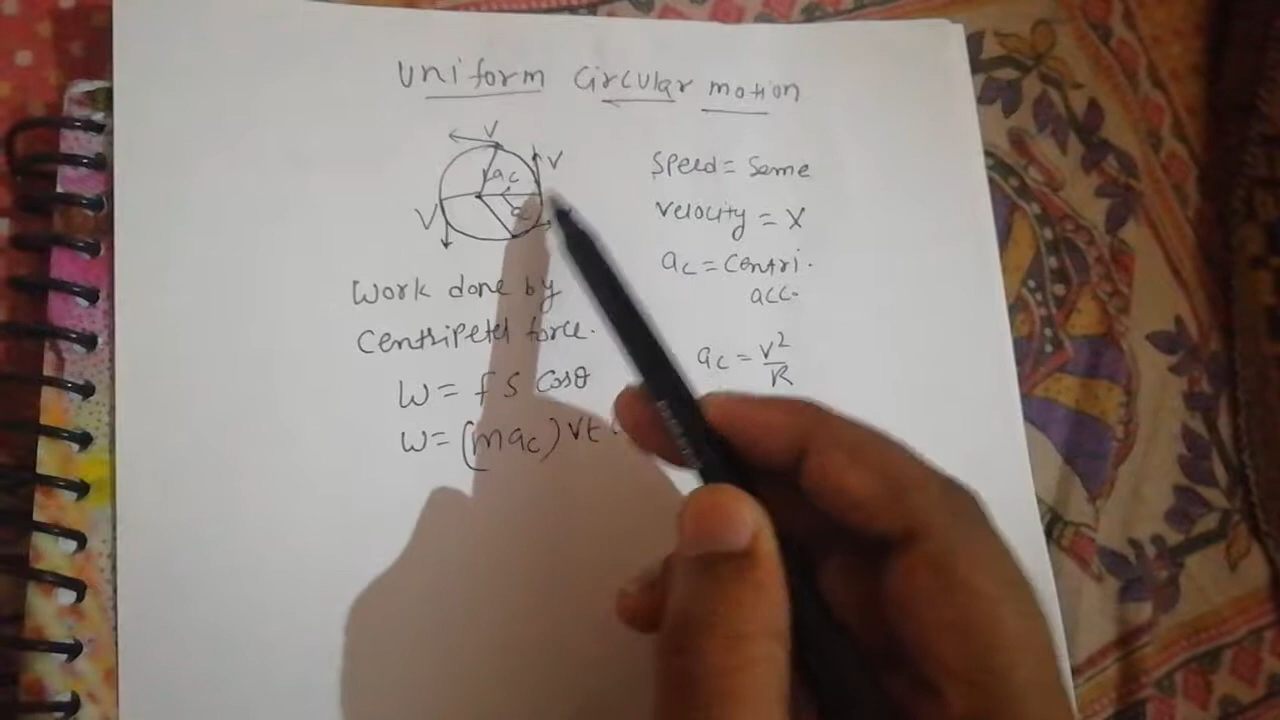 Uniform Circular motion
V
V
ac
V
Speed = Same
Velocity = X
ac = Centri.
acc.
ac = V²/R
Work done by
Centripetal force.
W = f s cosθ
W = (mac) vt.